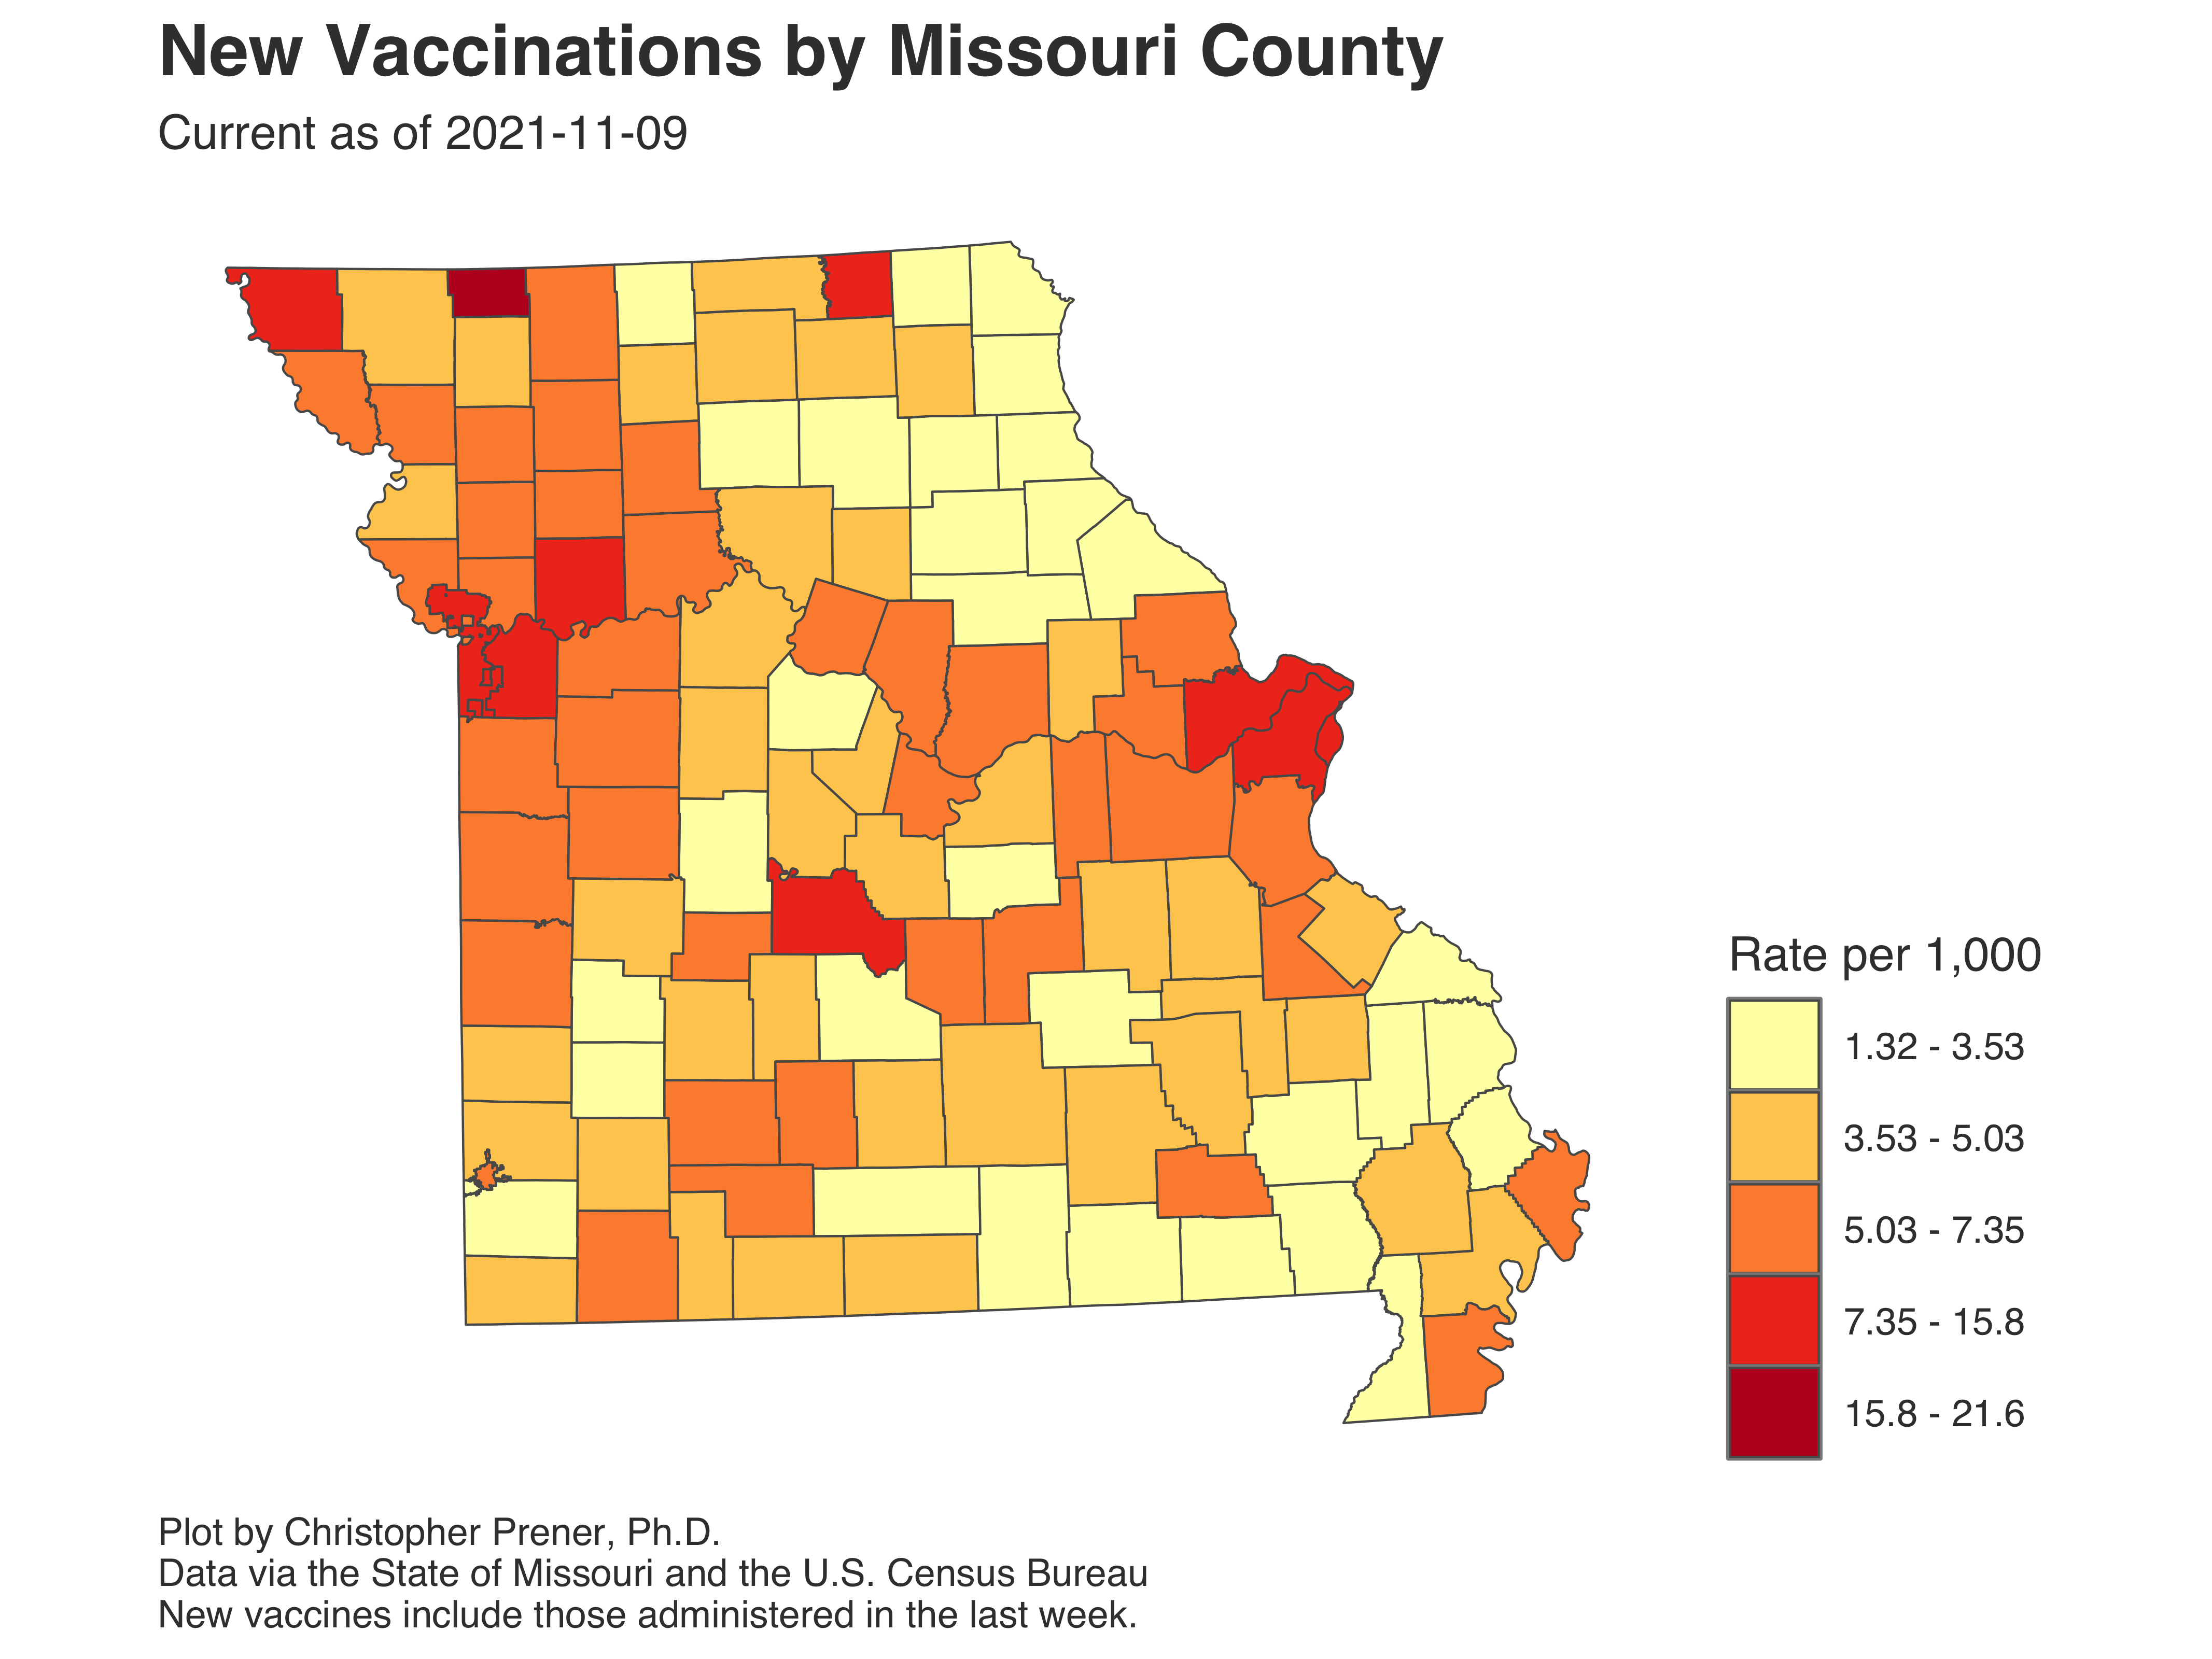 New Vaccinations by Missouri County
Current as of 2021-11-09
Rate per 1,000
1.32 - 3.53
3.53 - 5.03
5.03 - 7.35
7.35 - 15.8
15.8 - 21.6
Plot by Christopher Prener, Ph.D.
Data via the State of Missouri and the U.S. Census Bureau
New vaccines include those administered in the last week.